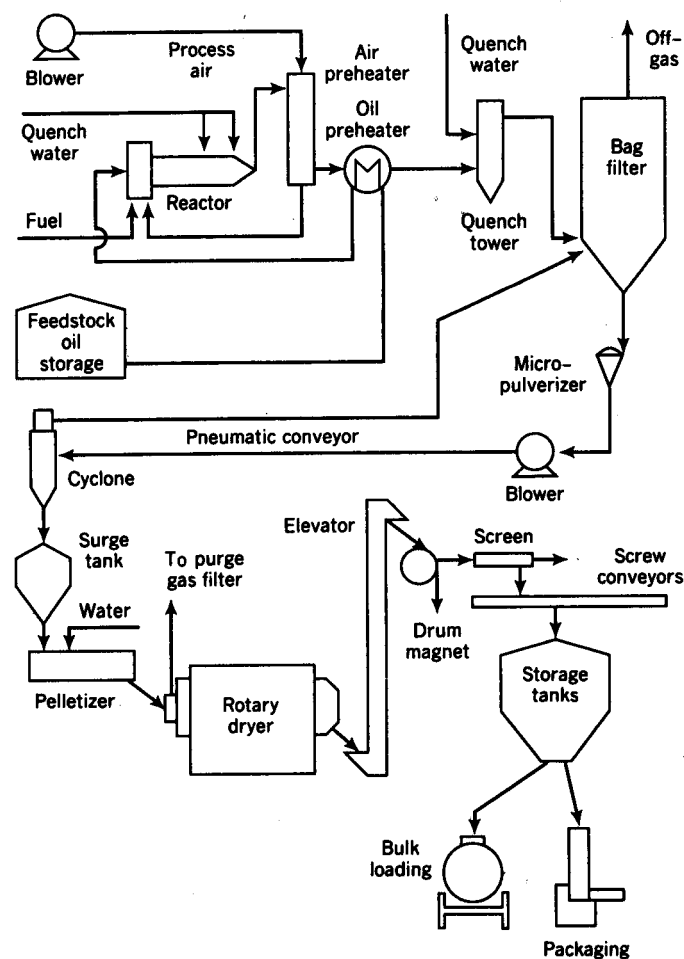 Blower
Process
air
Air
preheater
Quench
water
Off-
gas
Quench
water
Oil
preheater
Bag
filter
Reactor
Fuel
Quench
tower
Feedstock
oil
storage
Micro-
pulverizer
Pneumatic conveyor
Cyclone
Blower
Elevator
Surge
tank
To purge
gas filter
Screen
Screw
conveyors
Water
Drum
magnet
Pelletizer
Rotary
dryer
Storage
tanks
Bulk
loading
Packaging